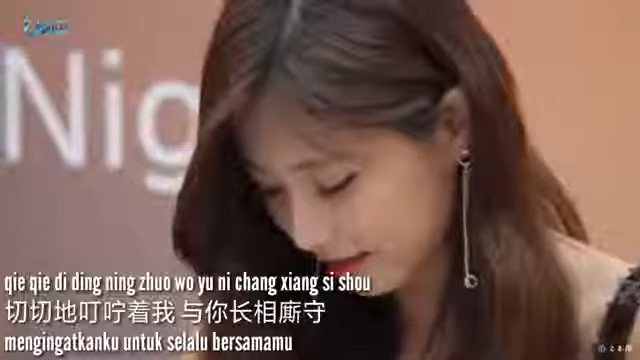 Nig
qie qie di ding ning zhuo wo yu ni chang xiang si shou
切切地叮咛着我 与你长相厮守
mengingatkanku untuk selalu bersamamu